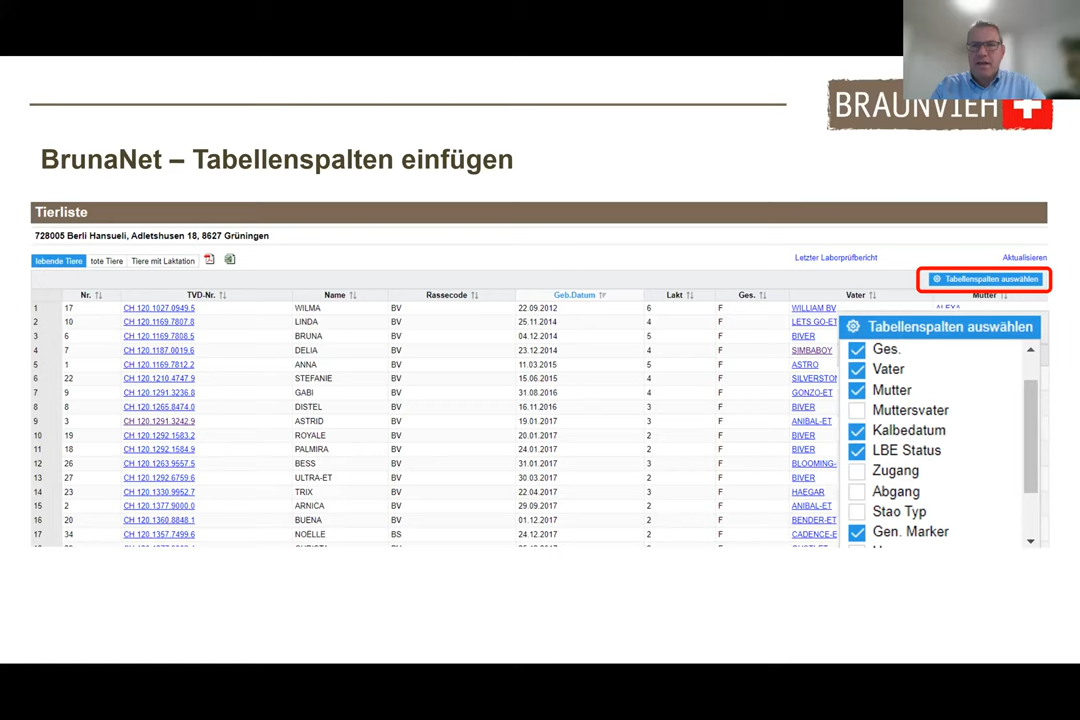 BRAUNVIEH
BrunaNet – Tabellenspalten einfügen
Tierliste
728005 Berli Hansueli, Adletshusen 18, 8627 Grüningen
lebende Tiere tote Tiere Tiere mit Laktation Letzter Laborprüfbericht Aktualisieren
Tabellenspalten auswählen
Nr. TVD-Nr. Name Rassecode Geb.Datum Lakt Ges. Vater Mutter
1 17 CH 120.1027.0949.5 WILMA BV 22.09.2012 6 F WILLIAM BV ALEXA
2 10 CH 120.1169.7807.8 LINDA BV 25.11.2014 4 F LETS GO-ET
3 6 CH 120.1169.7808.5 BRUNA BV 04.12.2014 5 F BIVER
4 7 CH 120.1187.0019.6 DELIA BV 23.12.2014 4 F SIMBABOY
5 1 CH 120.1169.7812.2 ANNA BV 11.03.2015 5 F ASTRO
6 22 CH 120.1210.4747.9 STEFANIE BV 15.06.2015 4 F SILVERSTON
7 9 CH 120.1291.3236.8 GABI BV 31.08.2016 4 F GONZO-ET
8 8 CH 120.1265.8474.0 DISTEL BV 16.11.2016 3 F BIVER
9 3 CH 120.1291.3242.9 ASTRID BV 19.01.2017 3 F ANIBAL-ET
10 19 CH 120.1292.1583.2 ROYALE BV 20.01.2017 2 F BIVER
11 18 CH 120.1292.1584.9 PALMIRA BV 24.01.2017 2 F BIVER
12 26 CH 120.1263.9557.5 BESS BV 31.01.2017 3 F BLOOMING-
13 27 CH 120.1292.6759.6 ULTRA-ET BV 30.03.2017 2 F BIVER
14 23 CH 120.1330.9952.7 TRIX BV 22.04.2017 3 F HAEGAR
15 2 CH 120.1377.9000.0 ARNICA BV 29.09.2017 2 F ANIBAL-ET
16 20 CH 120.1360.8848.1 BUENA BV 01.12.2017 2 F BENDER-ET
17 34 CH 120.1357.7499.6 NOELLE BS 24.12.2017 2 F CADENCE-E
Tabellenspalten auswählen
Ges.
Vater
Mutter
Muttersvater
Kalbedatum
LBE Status
Zugang
Abgang
Stao Typ
Gen. Marker